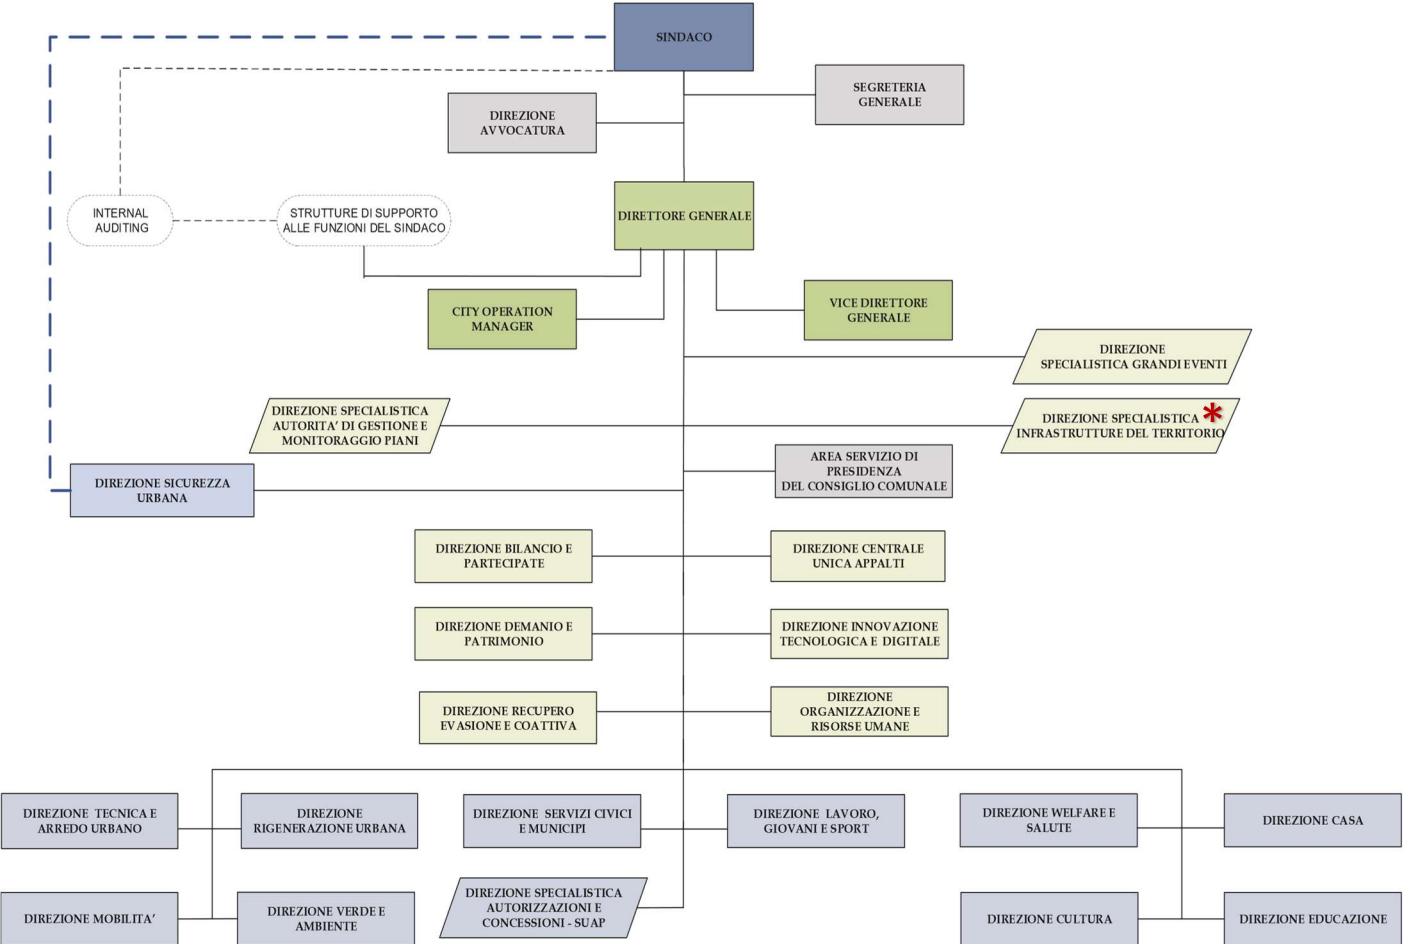 SINDACO
SEGRETERIA
GENERALE
DIREZIONE
AVVOCATURA
INTERNAL
AUDITING
STRUTTURE DI SUPPORTO
ALLE FUNZIONI DEL SINDACO
DIRETTORE GENERALE
CITY OPERATION
MANAGER
VICE DIRETTORE
GENERALE
DIREZIONE
SPECIALISTICA GRANDI EVENTI
DIREZIONE SPECIALISTICA
AUTORITA’ DI GESTIONE E
MONITORAGGIO PIANI
DIREZIONE SPECIALISTICA *
INFRASTRUTTURE DEL TERRITORIO
AREA SERVIZIO DI
PRESIDENZA
DEL CONSIGLIO COMUNALE
DIREZIONE SICUREZZA
URBANA
DIREZIONE BILANCIO E
PARTECIPATE
DIREZIONE CENTRALE
UNICA APPALTI
DIREZIONE DEMANIO E
PATRIMONIO
DIREZIONE INNOVAZIONE
TECNOLOGICA E DIGITALE
DIREZIONE RECUPERO
EVASIONE E COATTIVA
DIREZIONE
ORGANIZZAZIONE E
RISORSE UMANE
DIREZIONE TECNICA E
ARREDO URBANO
DIREZIONE
RIGENERAZIONE URBANA
DIREZIONE SERVIZI CIVICI
E MUNICIPI
DIREZIONE LAVORO,
GIOVANI E SPORT
DIREZIONE WELFARE E
SALUTE
DIREZIONE CASA
DIREZIONE MOBILITA’
DIREZIONE VERDE E
AMBIENTE
DIREZIONE SPECIALISTICA
AUTORIZZAZIONI E
CONCESSIONI - SUAP
DIREZIONE CULTURA
DIREZIONE EDUCAZIONE